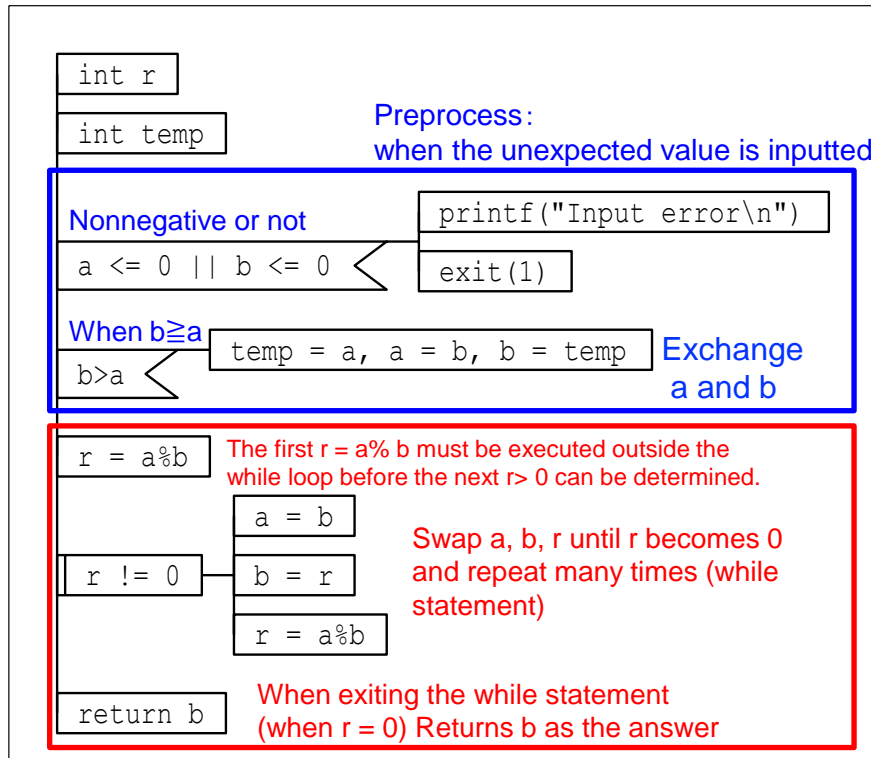 int r
int temp
Preprocess:
when the unexpected value is inputted
Nonnegative or not
printf("Input error\n")
a <= 0 || b <= 0
exit(1)
When b≧a
temp = a, a = b, b = temp
Exchange
a and b
b>a
r = a%b
The first r = a% b must be executed outside the
while loop before the next r> 0 can be determined.
a = b
Swap a, b, r until r becomes 0
and repeat many times (while
statement)
r != 0
b = r
r = a%b
When exiting the while statement
(when r = 0) Returns b as the answer
return b